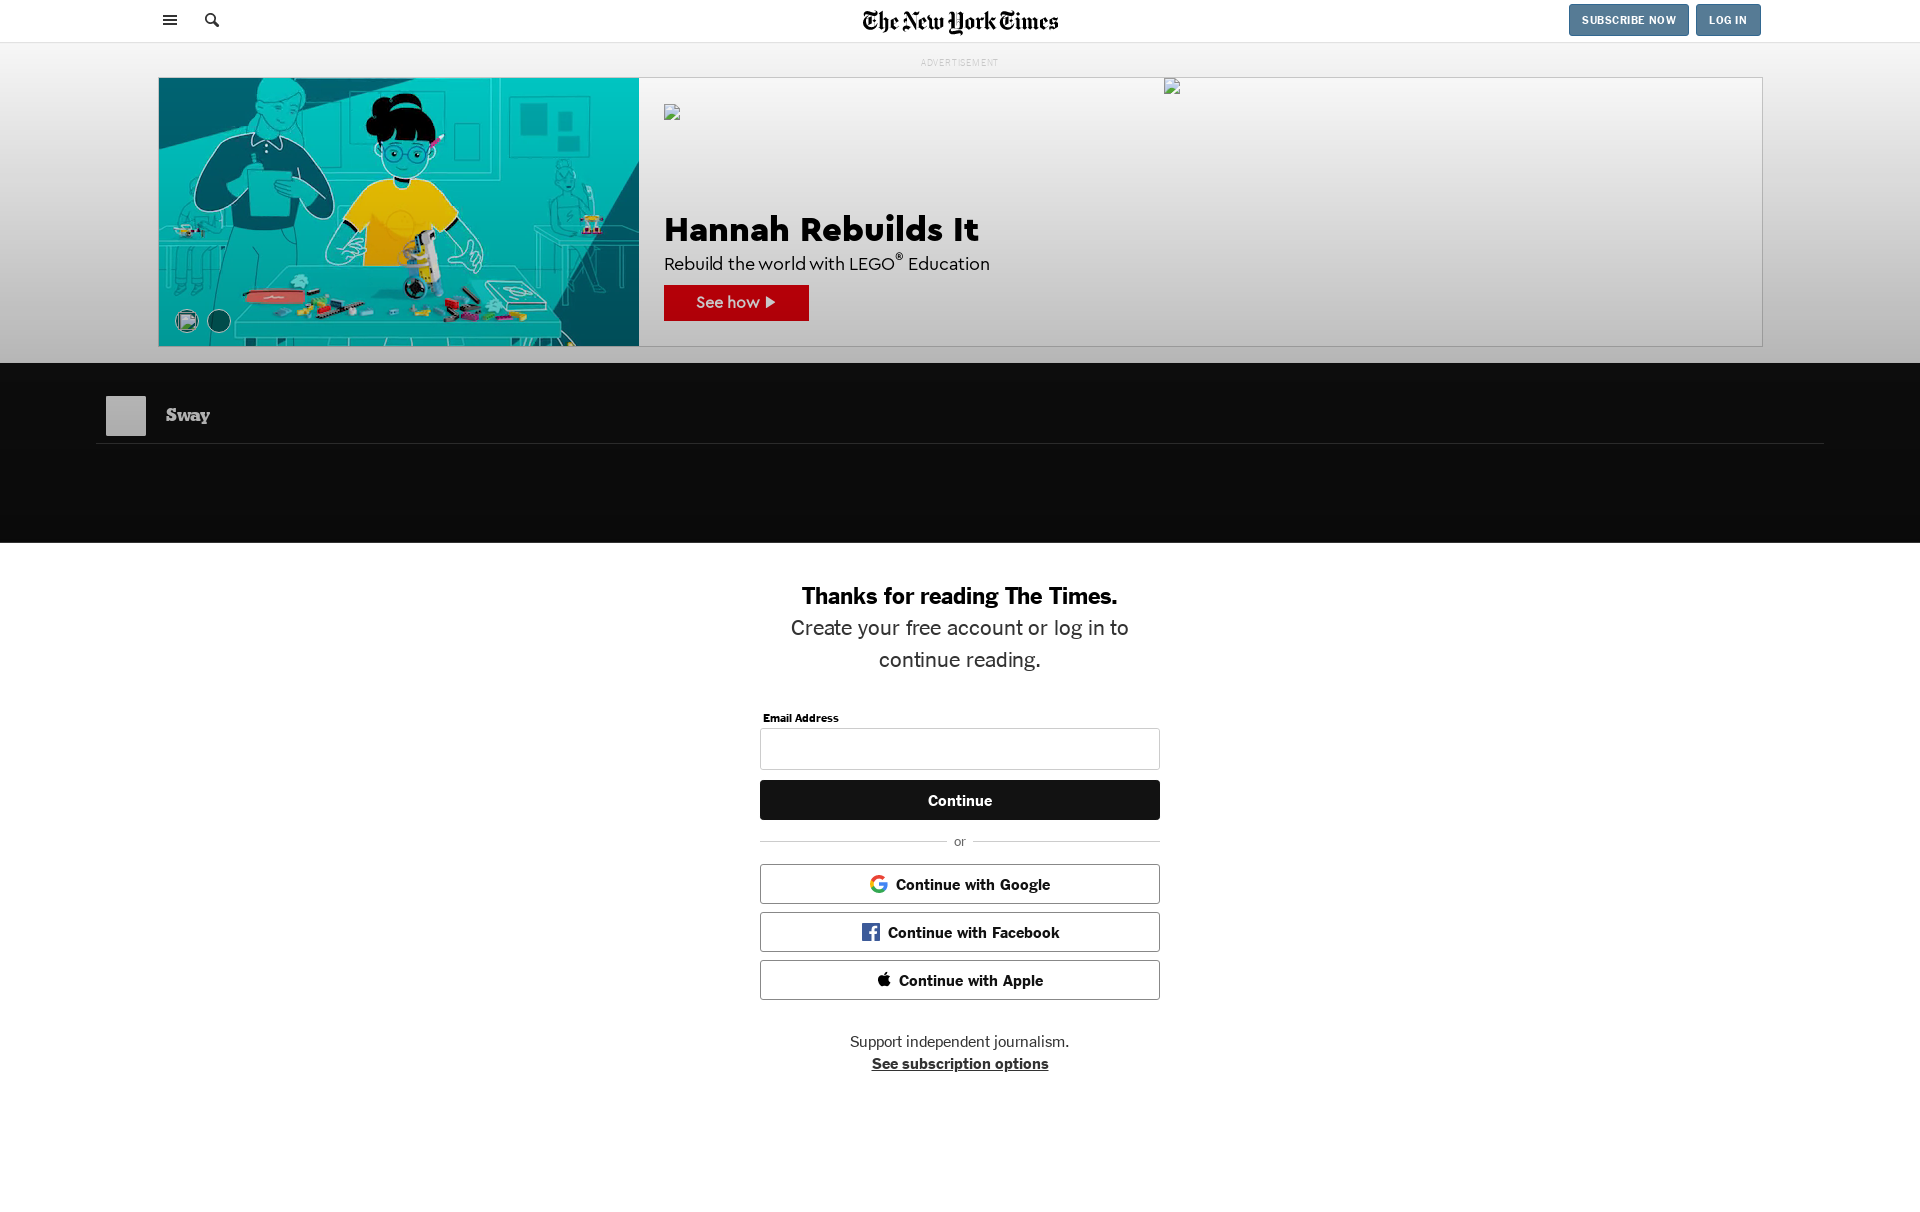 The New York Times
SUBSCRIBE NOW
LOG IN
ADVERTISEMENT
Hannah Rebuilds It
Rebuild the world with LEGO® Education
See how
Sway
Thanks for reading The Times.
Create your free account or log in to
continue reading.
Email Address
Continue
or
Continue with Google
Continue with Facebook
Continue with Apple
Support independent journalism.
See subscription options